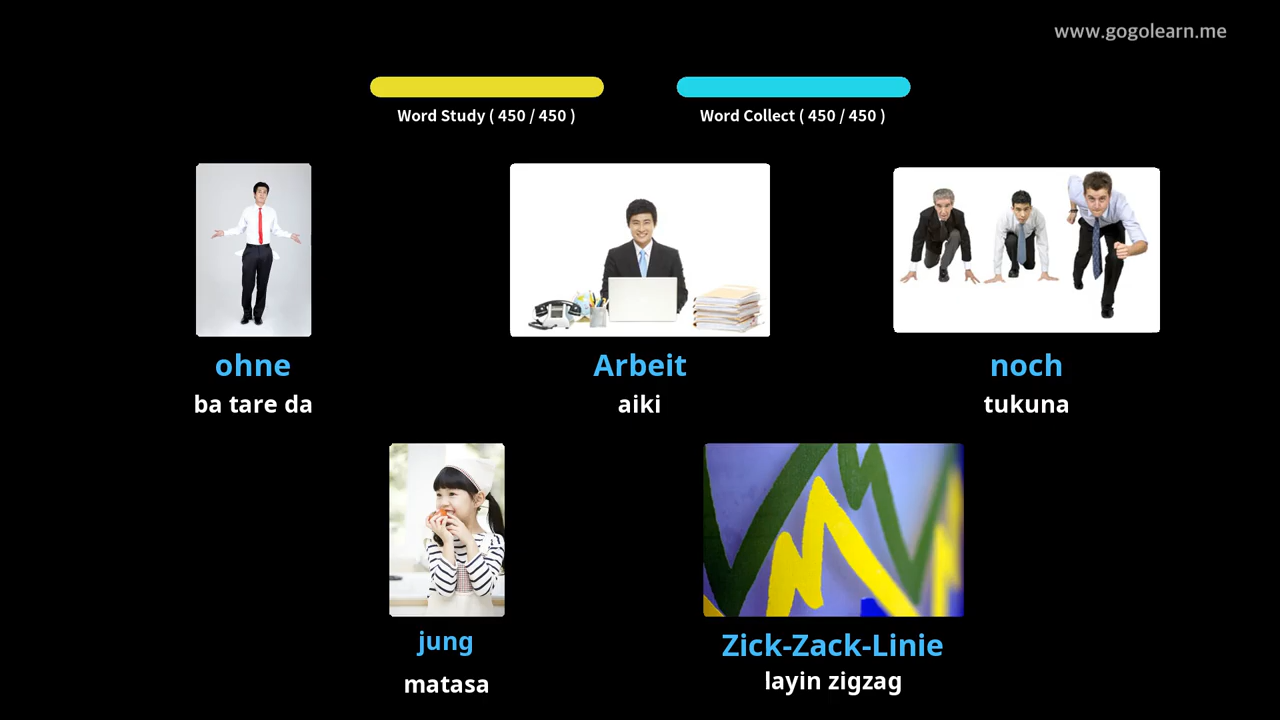 www.gogolearn.me
Word Study ( 450 / 450 )
Word Collect ( 450 / 450 )
ohne
ba tare da
Arbeit
aiki
noch
tukuna
jung
matasa
Zick-Zack-Linie
layin zigzag